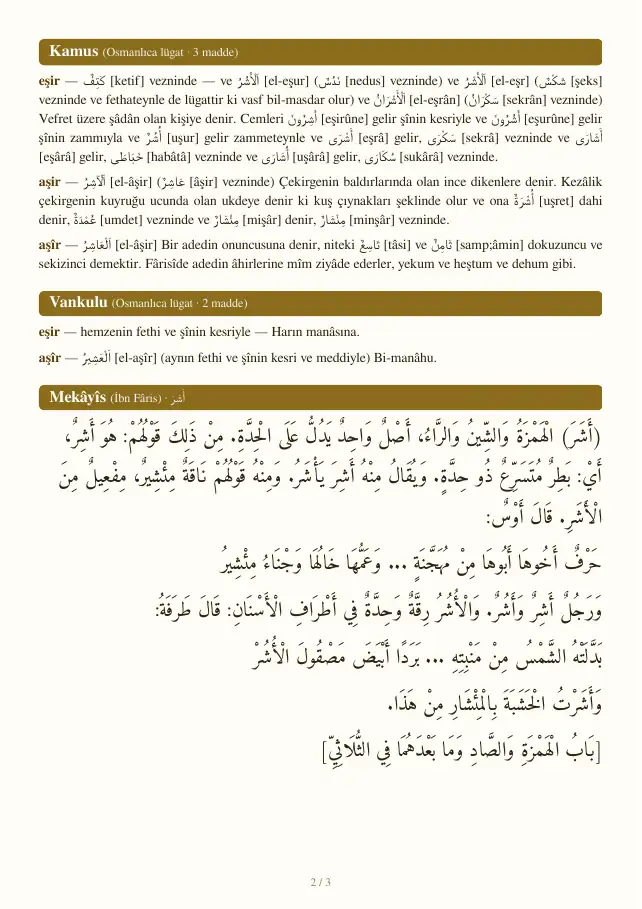 Kamus (Osmanlıca lügat · 3 madde)
eşir — كَتِفٌ [ketif] vezninde — ve اَلْأَشُرُ [el-eşur] (نَدُسٌ [nedus] vezninde) ve اَلْأَشْرُ [el-eşr] (شَكْسٌ [şeks]
vezninde ve fethateynle de lügattir ki vasf bil-masdar olur) ve اَلْأَشْرَانُ [el-eşrân] (سَكْرَانُ [sekrân] vezninde)
Vefret üzere şâdân olan kişiye denir. Cemleri أَشِرُونَ [eşirûne] gelir şînin kesriyle ve أَشُرُونَ [eşurûne] gelir
şînin zammıyla ve أُشُرٌ [uşur] gelir zammeteynle ve أَشْرَى [eşrâ] gelir, سَكْرَى [sekrâ] vezninde ve أَشَارَى
[eşârâ] gelir, حَبَاطَى [habâtâ] vezninde ve أُشَارَى [uşârâ] gelir, سُكَارَى [sukârâ] vezninde.
aşir — اَلْآشِرُ [el-âşir] (عَاشِرٌ [âşir] vezninde) Çekirgenin baldırlarında olan ince dikenlere denir. Kezâlik
çekirgenin kuyruğu ucunda olan ukdeye denir ki kuş çıynakları şeklinde olur ve ona أُشْرَةٌ [uşret] dahi
denir, عُمْدَةٌ [umdet] vezninde ve مِئْشَارٌ [mişâr] denir, مِنْشَارٌ [minşâr] vezninde.
aşîr — اَلْعَاشِرُ [el-âşir] Bir adedin onuncusuna denir, niteki تَاسِعٌ [tâsi] ve ثَامِنٌ [samp;âmin] dokuzuncu ve
sekizinci demektir. Fârisîde adedin âhirlerine mîm ziyâde ederler, yekum ve heştum ve dehum gibi.
Vankulu (Osmanlıca lügat · 2 madde)
eşir — hemzenin fethi ve şînin kesriyle — Harın manâsına.
aşîr — اَلْعَشِيرُ [el-aşîr] (aynın fethi ve şînin kesri ve meddiyle) Bi-manâhu.
Mekâyîs (İbn Fâris) · أشر
(أَشَرَ) الْهَمْزَةُ وَالشِّينُ وَالرَّاءُ، أَصْلٌ وَاحِدٌ يَدُلُّ عَلَى الْحِدَّةِ. مِنْ ذَلِكَ قَوْلُهُمْ: هُوَ أَشِرٌ،
أَيْ: بَطِرٌ مُتَسَرِّعٌ ذُو حِدَّةٍ. وَيُقَالُ مِنْهُ أَشِرَ يَأْشَرُ. وَمِنْهُ قَوْلُهُمْ نَاقَةٌ مِئْشِيرٌ، مِفْعِيلٌ مِنَ
الْأَشَرِ. قَالَ أَوْسٌ:
حَرْفٌ أَخُوهَا أَبُوهَا مِنْ مُهَجَّنَةٍ ... وَعَمُّهَا خَالُهَا وَجْنَاءُ مِئْشِيرُ
وَرَجُلٌ أَشِرٌ وَأَشُرٌ. وَالْأُشُرُ رِقَّةٌ وَحِدَّةٌ فِي أَطْرَافِ الْأَسْنَانِ: قَالَ طَرَفَةُ:
بَدَّلَتْهُ الشَّمْسُ مِنْ مَنْبِتِهِ ... بَرَدًا أَبْيَضَ مَصْقُولَ الْأُشُرْ
وَأَشَرْتُ الْخَشَبَةَ بِالْمِئْشَارِ مِنْ هَذَا.
[بَابُ الْهَمْزَةِ وَالصَّادِ وَمَا بَعْدَهُمَا فِي الثُّلَاثِيِّ]
2 / 3